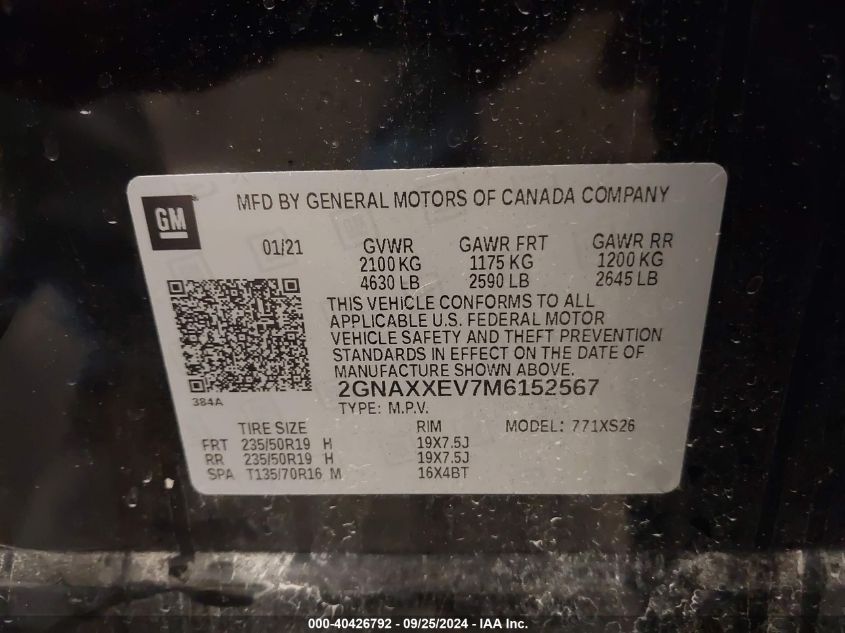 GM
MFD BY GENERAL MOTORS OF CANADA COMPANY
01/21 GVWR GAWR FRT GAWR RR
2100 KG 1175 KG 1200 KG
4630 LB 2590 LB 2645 LB
THIS VEHICLE CONFORMS TO ALL
APPLICABLE U.S. FEDERAL MOTOR
VEHICLE SAFETY AND THEFT PREVENTION
STANDARDS IN EFFECT ON THE DATE OF
MANUFACTURE SHOWN ABOVE.
384A
2GNAXXEV7M6152567
TYPE: M.P.V.
TIRE SIZE RIM MODEL: 771XS26
FRT 235/50R19 H 19X7.5J
RR 235/50R19 H 19X7.5J
SPA T135/70R16 M 16X4BT
000-40426792 - 09/25/2024 - IAA Inc.